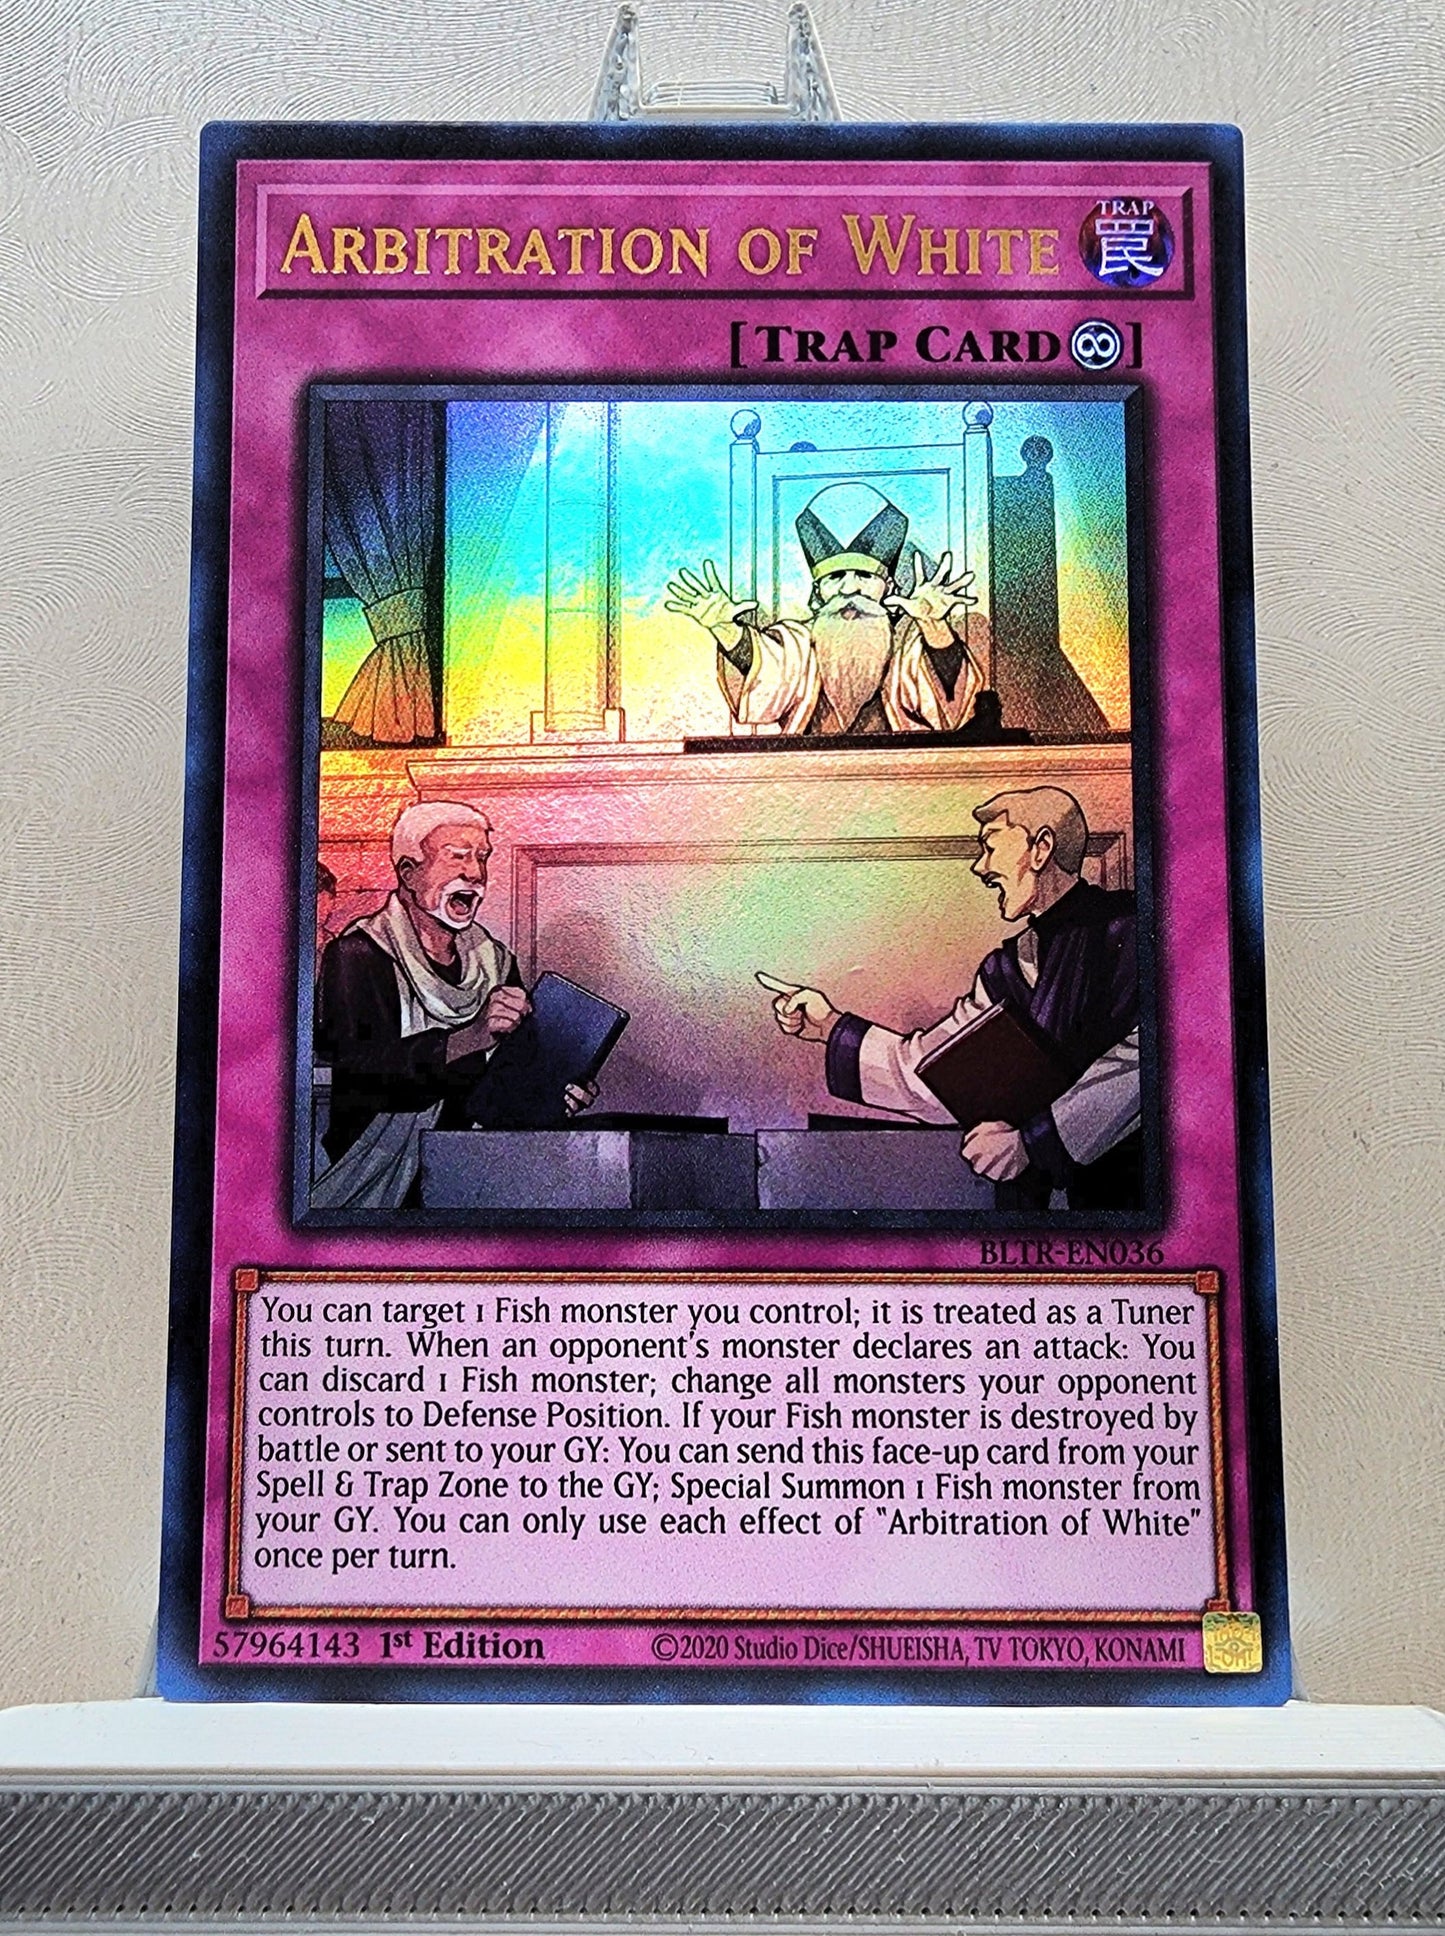 Arbitration of White
TRAP
罠
[Trap Card]
BLTR-EN036
You can target 1 Fish monster you control; it is treated as a Tuner
this turn. When an opponent's monster declares an attack: You
can discard 1 Fish monster; change all monsters your opponent
controls to Defense Position. If your Fish monster is destroyed by
battle or sent to your GY: You can send this face-up card from your
Spell & Trap Zone to the GY; Special Summon 1 Fish monster from
your GY. You can only use each effect of "Arbitration of White"
once per turn.
57964143 1st Edition ©2020 Studio Dice/SHUEISHA, TV TOKYO, KONAMI